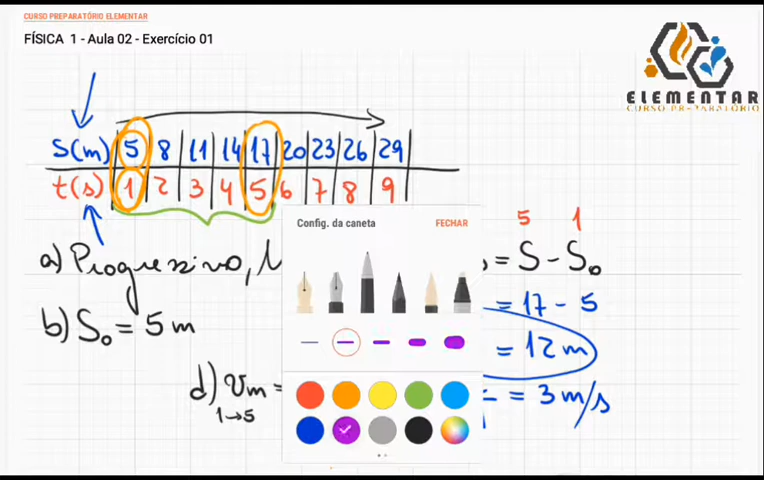 CURSO PREPARATÓRIO ELEMENTAR
FÍSICA 1 - Aula 02 - Exercício 01
ELEMENTAR
CURSO PREPARATÓRIO
S(m) 5 8 11 14 17 20 23 26 29
t(s) 1 2 3 4 5 6 7 8 9
Config. da caneta FECHAR
5 1
a) Progressivo, = S - S₀
= 17 - 5
b) S₀ = 5 m
= 12 m
d) Vm = = 3 m/s
1→5